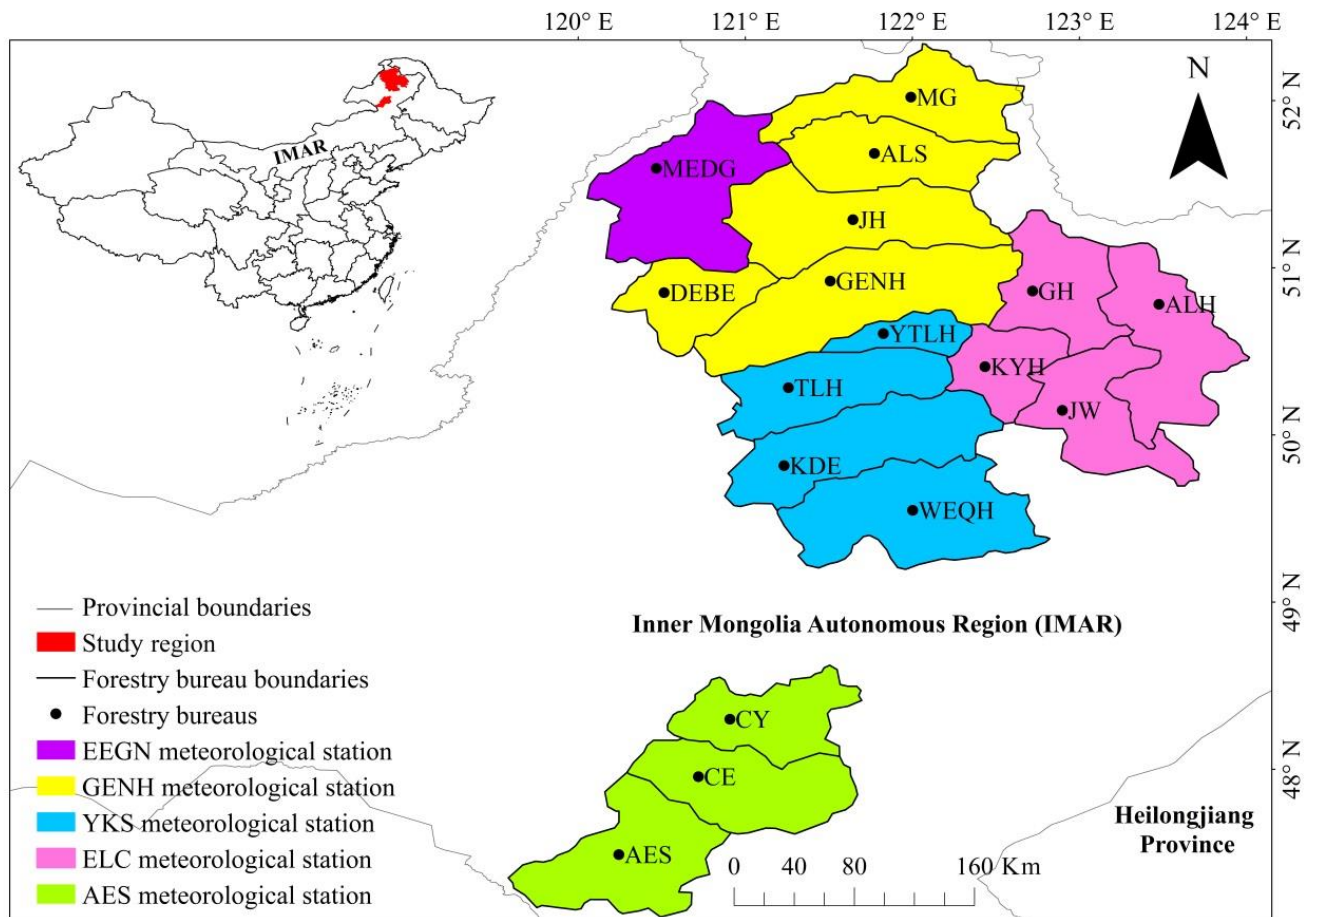 120° E 121° E 122° E 123° E 124° E
N
52° N
51° N
50° N
49° N
48° N
IMAR
MG
ALS
MEDG
JH
DEBE
GENH
GH
ALH
YTLH
KYH
TLH
JW
KDE
WEQH
Provincial boundaries
Study region
Forestry bureau boundaries
Forestry bureaus
EEGN meteorological station
GENH meteorological station
YKS meteorological station
ELC meteorological station
AES meteorological station
Inner Mongolia Autonomous Region (IMAR)
CY
CE
AES
Heilongjiang
Province
0 40 80 160 Km